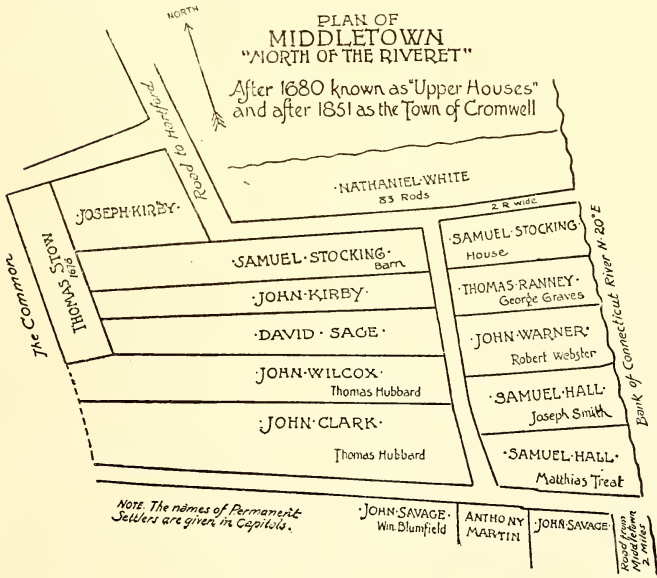 NORTH
PLAN OF
MIDDLETOWN
"NORTH OF THE RIVERET"
After 1680 known as "Upper Houses"
and after 1851 as the Town of Cromwell
Road to Hartford
·NATHANIEL·WHITE
83 Rods
2 R wide
·JOSEPH·KIRBY·
The Common
THOMAS STOW
1678
·SAMUEL·STOCKING·
Barn
·SAMUEL·STOCKING·
House
·JOHN·KIRBY·
·THOMAS·RANNEY·
George Graves
·DAVID·SAGE·
·JOHN·WARNER·
Robert Webster
·JOHN·WILCOX·
Thomas Hubbard
·SAMUEL·HALL·
Joseph Smith
·JOHN·CLARK·
Thomas Hubbard
·SAMUEL·HALL·
Matthias Treat
Bank of Connecticut River N·20°E
NOTE. The names of Permanent
Settlers are given in Capitols.
·JOHN·SAVAGE·
Wm. Blumfield
ANTHONY
MARTIN
·JOHN·SAVAGE·
Road from
Middletown
2 Miles